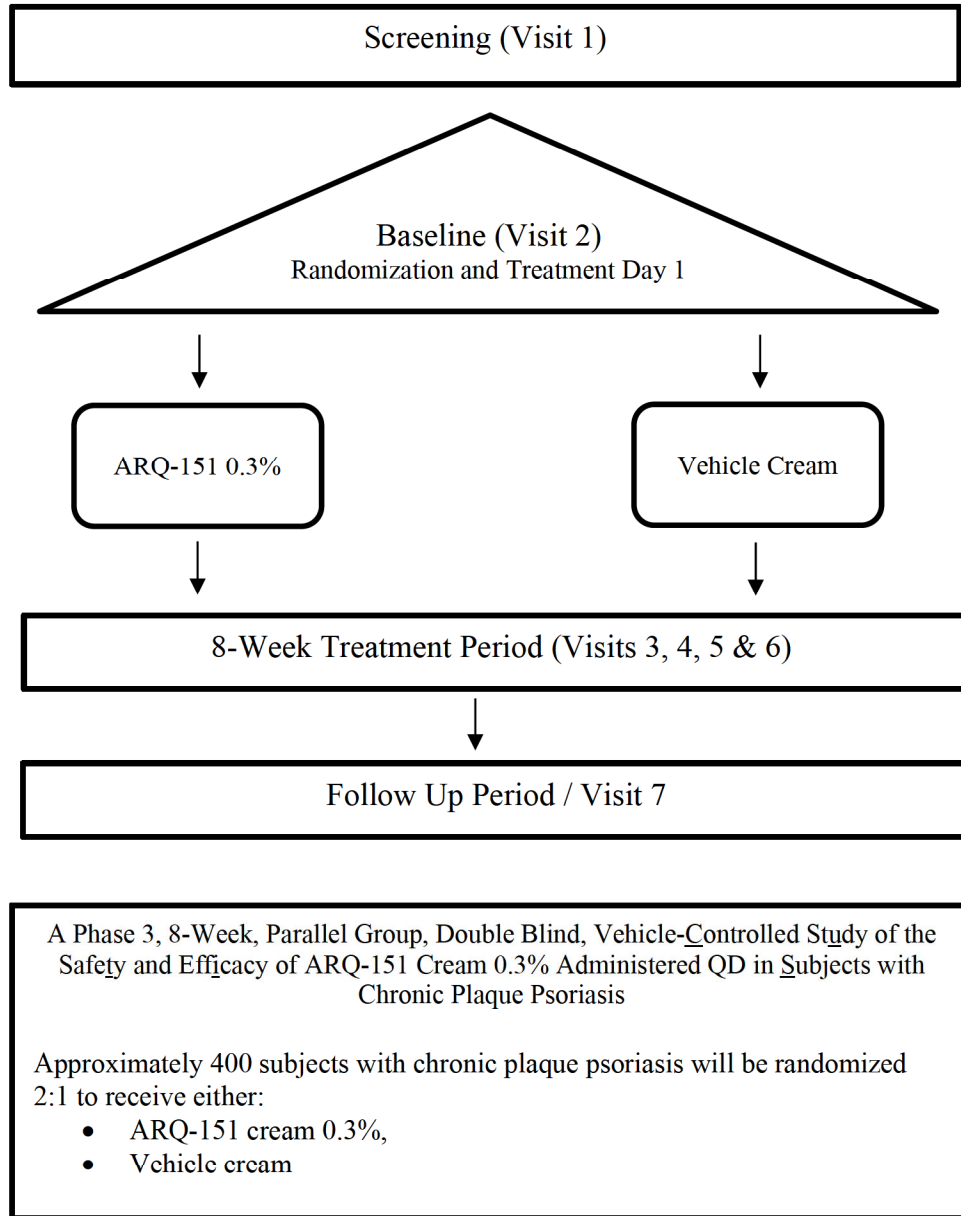 Screening (Visit 1)
Baseline (Visit 2)
Randomization and Treatment Day 1
ARQ-151 0.3%
Vehicle Cream
8-Week Treatment Period (Visits 3, 4, 5 & 6)
Follow Up Period / Visit 7
A Phase 3, 8-Week, Parallel Group, Double Blind, Vehicle-Controlled Study of the
Safety and Efficacy of ARQ-151 Cream 0.3% Administered QD in Subjects with
Chronic Plaque Psoriasis
Approximately 400 subjects with chronic plaque psoriasis will be randomized
2:1 to receive either:
• ARQ-151 cream 0.3%,
• Vehicle cream